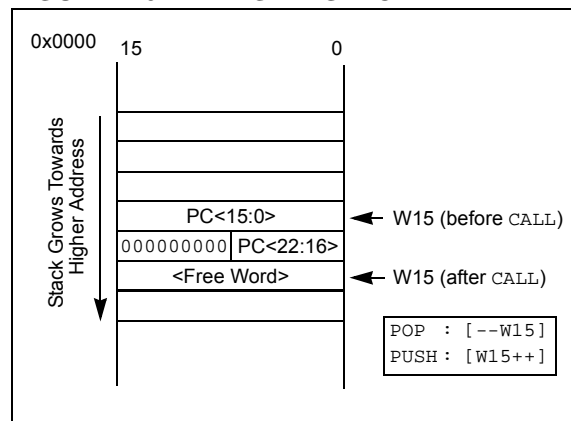 0x0000
15 0
Stack Grows Towards
Higher Address
PC<15:0>
W15 (before CALL)
000000000 PC<22:16>
<Free Word>
W15 (after CALL)
POP : [--W15]
PUSH : [W15++]